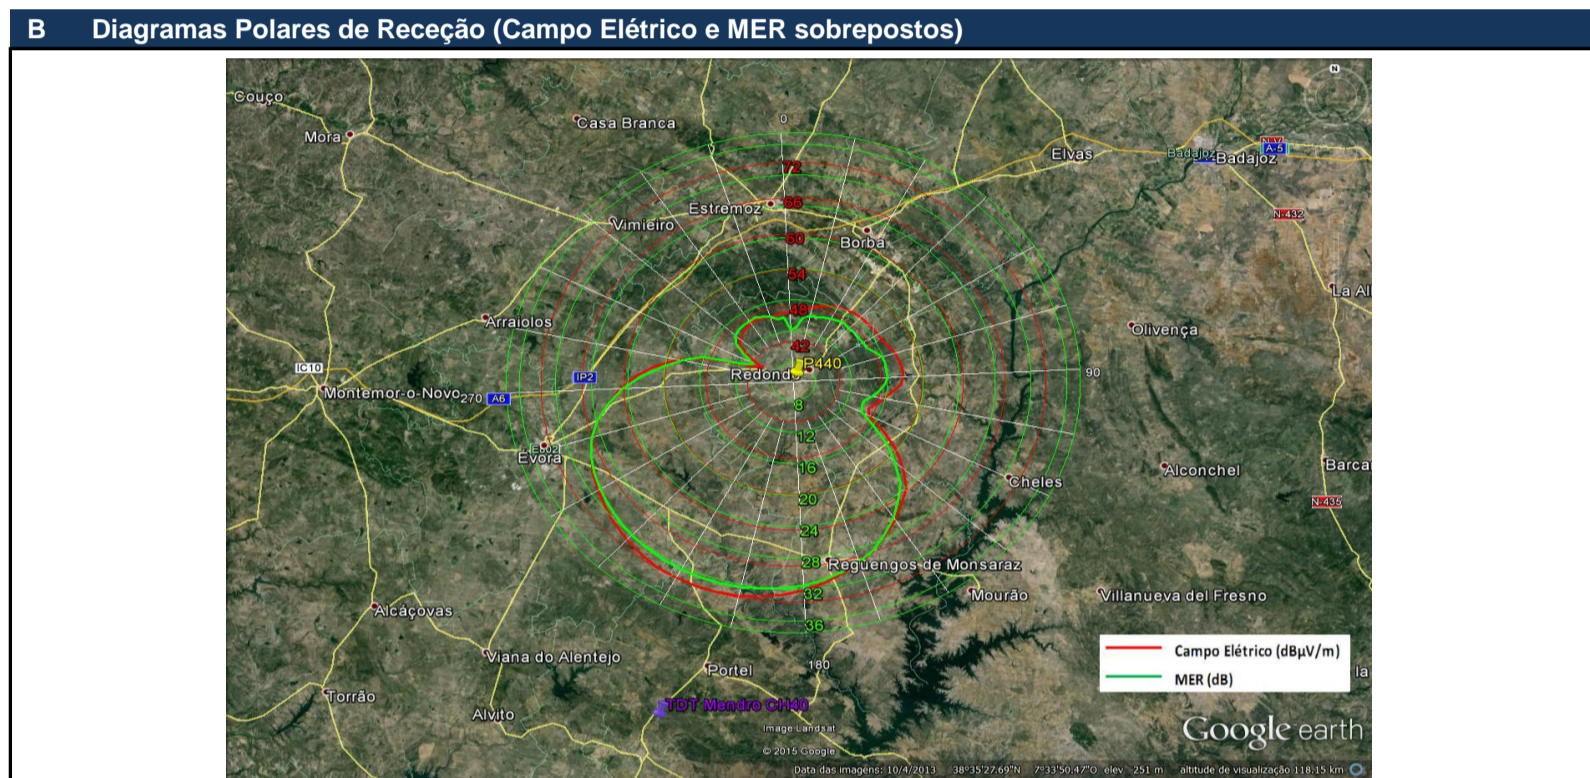 B Diagramas Polares de Receção (Campo Elétrico e MER sobrepostos)
N
Couço
Mora
Casa Branca
0
Elvas
Badajoz
Badajoz
A-5
72
Estremoz
66
Vimieiro
N-432
60
Borba
54
La Al
Arraiolos
48
Olivença
42
IC10
P440
Redondo
90
IP2
Montemor-o-Novo
270
A6
8
12
Évora
E802
16
Alconchel
Barca
Cheles
20
N-435
24
28
Reguengos de Monsaraz
32
Mourão
Villanueva del Fresno
Alcáçovas
36
Campo Elétrico (dBµV/m)
Viana do Alentejo
180
Portel
MER (dB)
la
Torrão
TDT Mendro CH40
Alvito
Image Landsat
© 2015 Google
Google earth
Data das imagens: 10/4/2013 38°35'27.69"N 7°33'50.47"O elev 251 m altitude de visualização 118.15 km